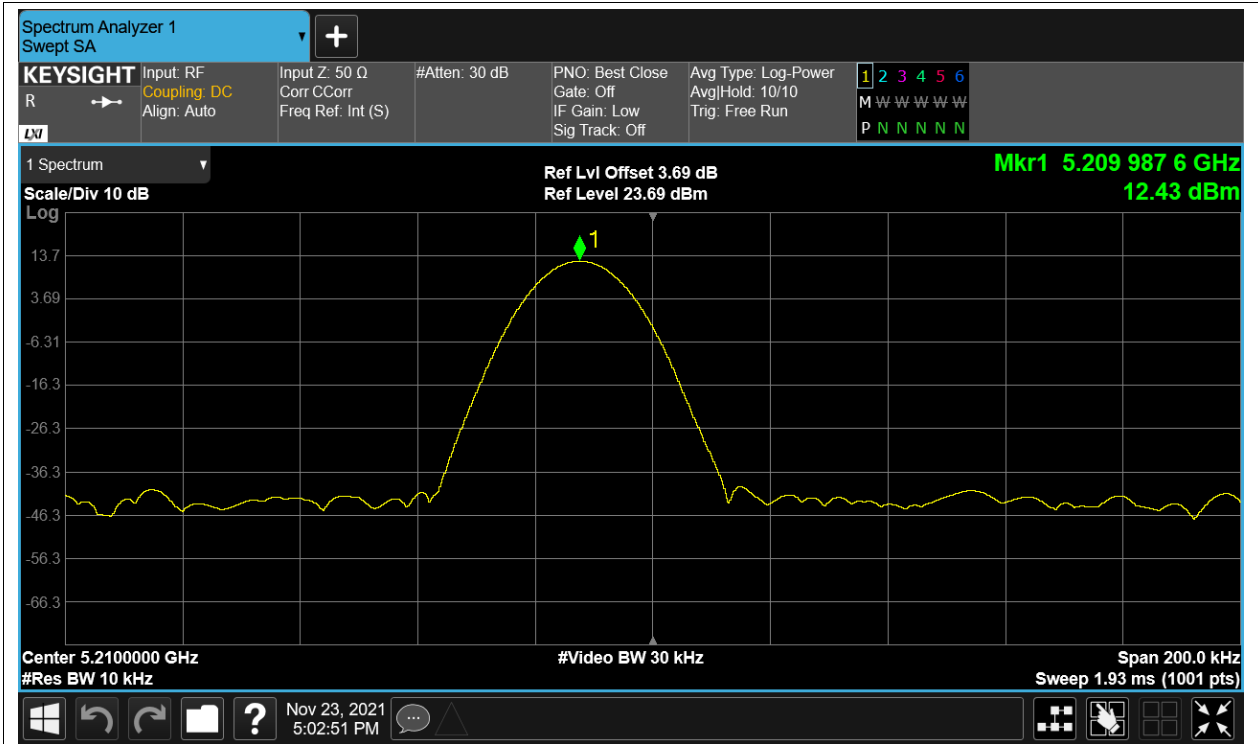 Spectrum Analyzer 1
Swept SA
KEYSIGHT
R
LXI
Input: RF
Coupling: DC
Align: Auto
Input Z: 50 Ω
Corr CCorr
Freq Ref: Int (S)
#Atten: 30 dB
PNO: Best Close
Gate: Off
IF Gain: Low
Sig Track: Off
Avg Type: Log-Power
Avg|Hold: 10/10
Trig: Free Run
1 2 3 4 5 6
M W W W W W W
P N N N N N N
1 Spectrum
Scale/Div 10 dB
Log
Ref Lvl Offset 3.69 dB
Ref Level 23.69 dBm
Mkr1 5.209 987 6 GHz
12.43 dBm
1
13.7
3.69
-6.31
-16.3
-26.3
-36.3
-46.3
-56.3
-66.3
Center 5.2100000 GHz
#Video BW 30 kHz
Span 200.0 kHz
#Res BW 10 kHz
Sweep 1.93 ms (1001 pts)
?
Nov 23, 2021
5:02:51 PM